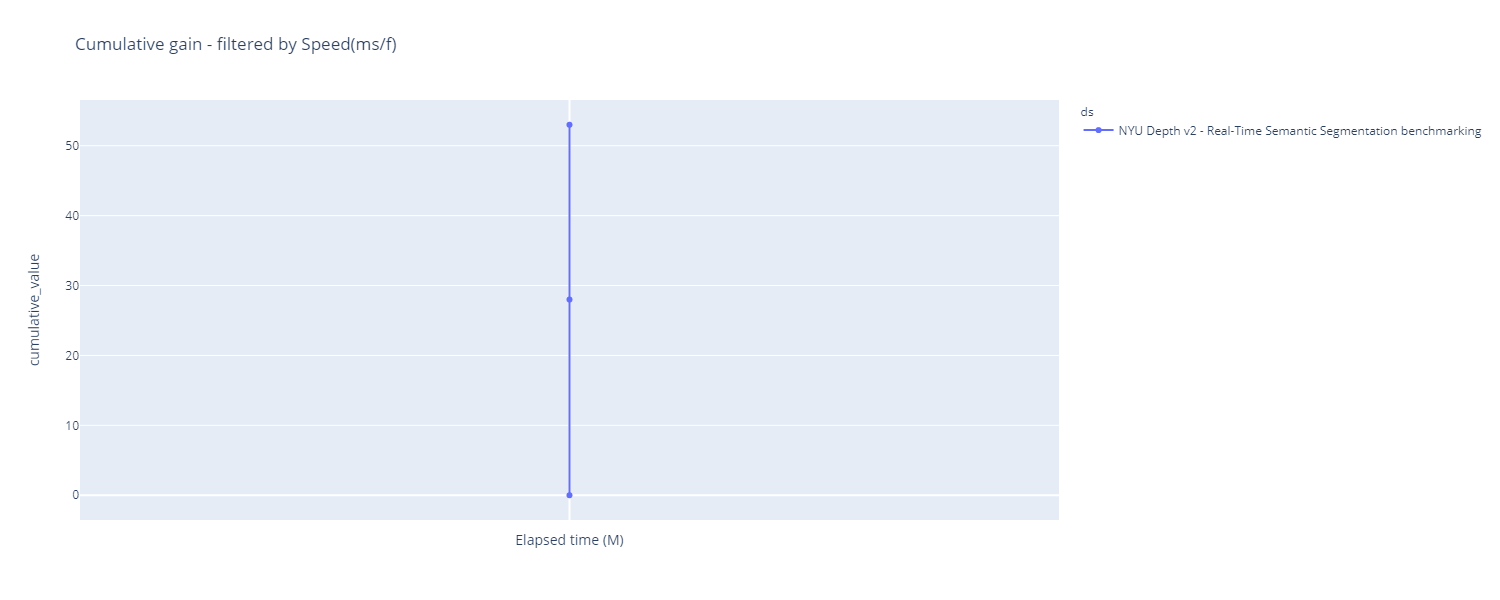 Cumulative gain - filtered by Speed(ms/f)
ds
NYU Depth v2 - Real-Time Semantic Segmentation benchmarking
50
40
30
20
10
0
cumulative_value
Elapsed time (M)